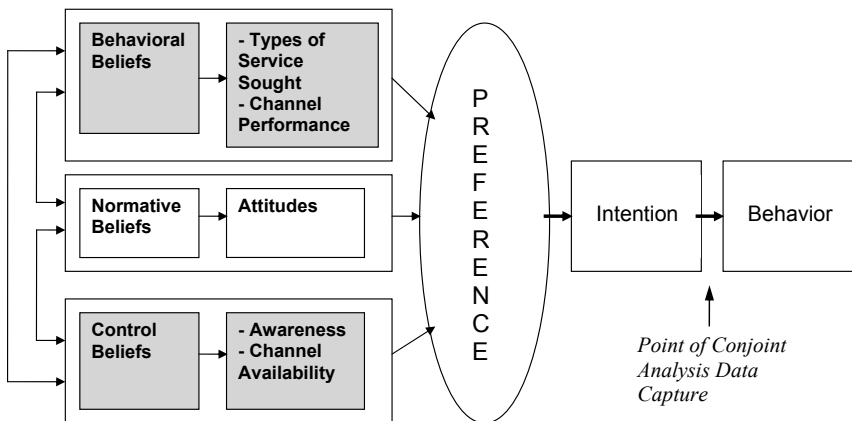 Behavioral
Beliefs
- Types of
Service
Sought
- Channel
Performance
Normative
Beliefs
Attitudes
Control
Beliefs
- Awareness
- Channel
Availability
P
R
E
F
E
R
E
N
C
E
Intention
Behavior
Point of Conjoint
Analysis Data
Capture